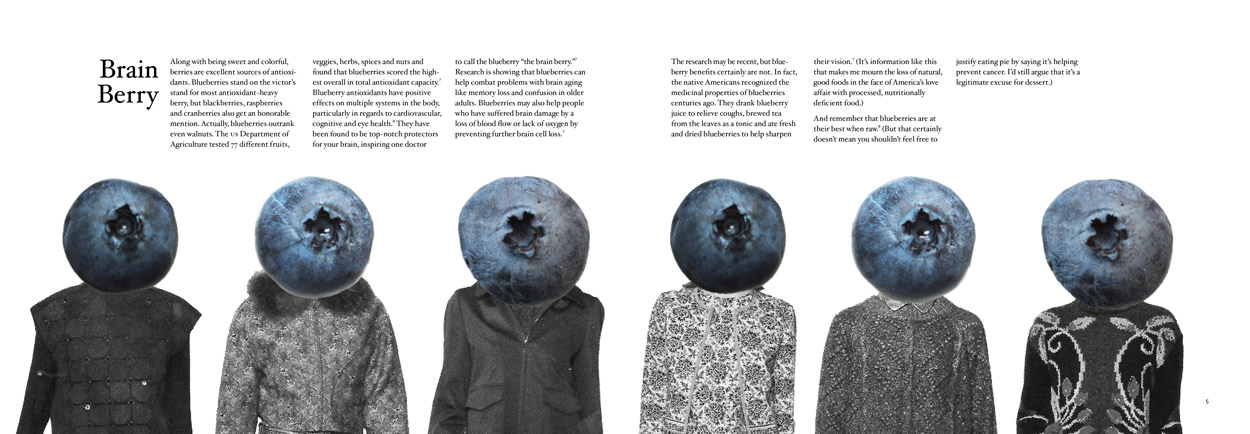 Brain
Berry
Along with being sweet and colorful,
berries are excellent sources of antioxi-
dants. Blueberries stand on the victor's
stand for most antioxidant-heavy
berry, but blackberries, raspberries
and cranberries also get an honorable
mention. Actually, blueberries outrank
even walnuts. The US Department of
Agriculture tested 77 different fruits,
veggies, herbs, spices and nuts and
found that blueberries scored the high-
est overall in total antioxidant capacity.
Blueberry antioxidants have positive
effects on multiple systems in the body,
particularly in regards to cardiovascular,
cognitive and eye health. They have
been found to be top-notch protectors
for your brain, inspiring one doctor
to call the blueberry "the brain berry."
Research is showing that blueberries can
help combat problems with brain aging
like memory loss and confusion in older
adults. Blueberries may also help people
who have suffered brain damage by a
loss of blood flow or lack of oxygen by
preventing further brain cell loss.
The research may be recent, but blue-
berry benefits certainly are not. In fact,
the native Americans recognized the
medicinal properties of blueberries
centuries ago. They drank blueberry
juice to relieve coughs, brewed tea
from the leaves as a tonic and ate fresh
and dried blueberries to help sharpen
their vision. (It's information like this
that makes me mourn the loss of natural,
good foods in the face of America's love
affair with processed, nutritionally
deficient food.)
And remember that blueberries are at
their best when raw. (But that certainly
doesn't mean you shouldn't feel free to
justify eating pie by saying it's helping
prevent cancer. I'd still argue that it's a
legitimate excuse for dessert.)
5